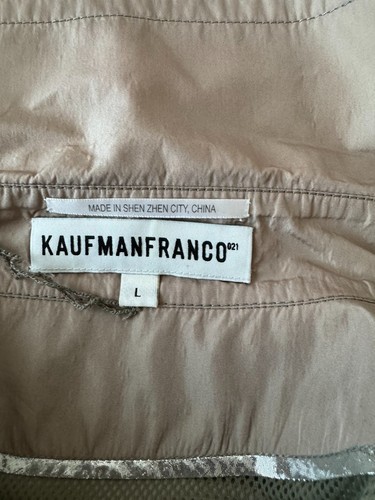 MADE IN SHEN ZHEN CITY, CHINA
KAUFMANFRANCO021
L